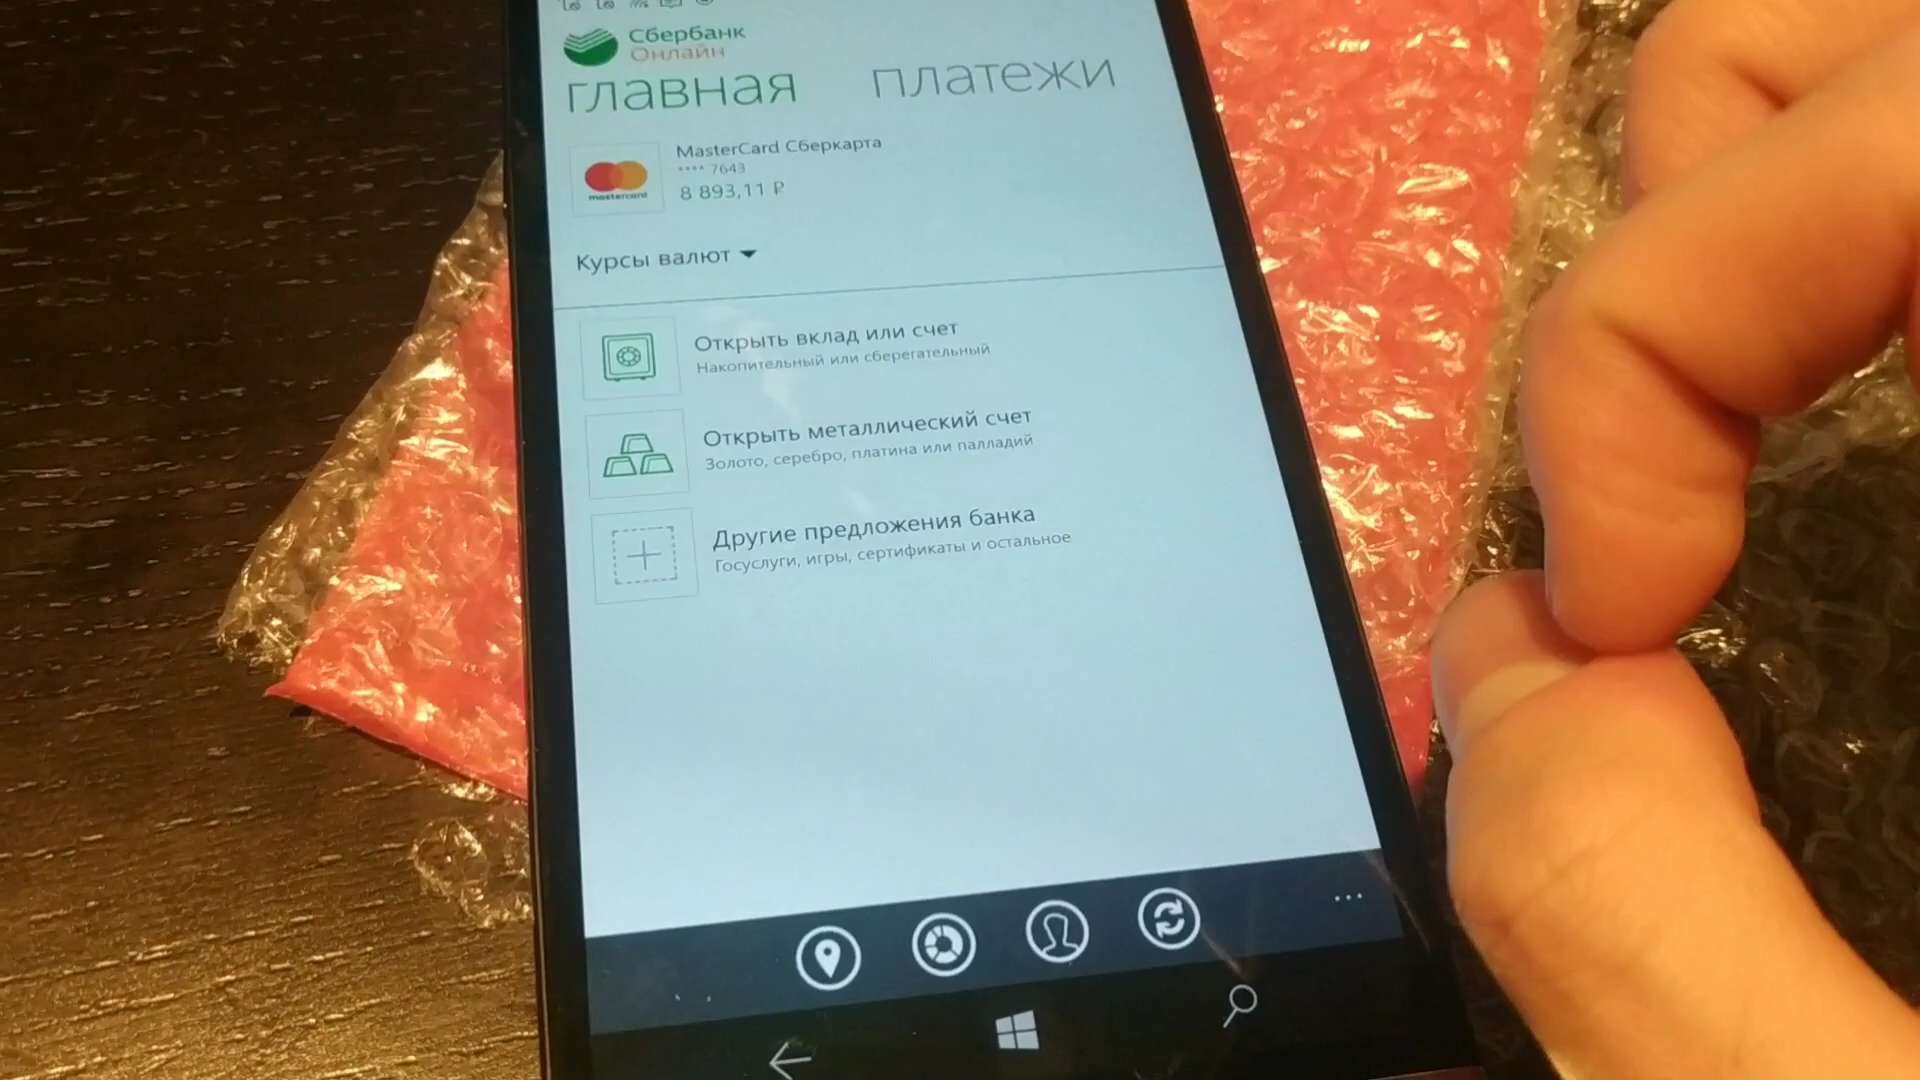 Сбербанк
Онлайн
главная платежи
MasterCard Сберкарта
**** 7643
8 893,11 ₽
mastercard
Курсы валют
Открыть вклад или счет
Накопительный или сберегательный
Открыть металлический счет
Золото, серебро, платина или палладий
Другие предложения банка
Госуслуги, игры, сертификаты и остальное